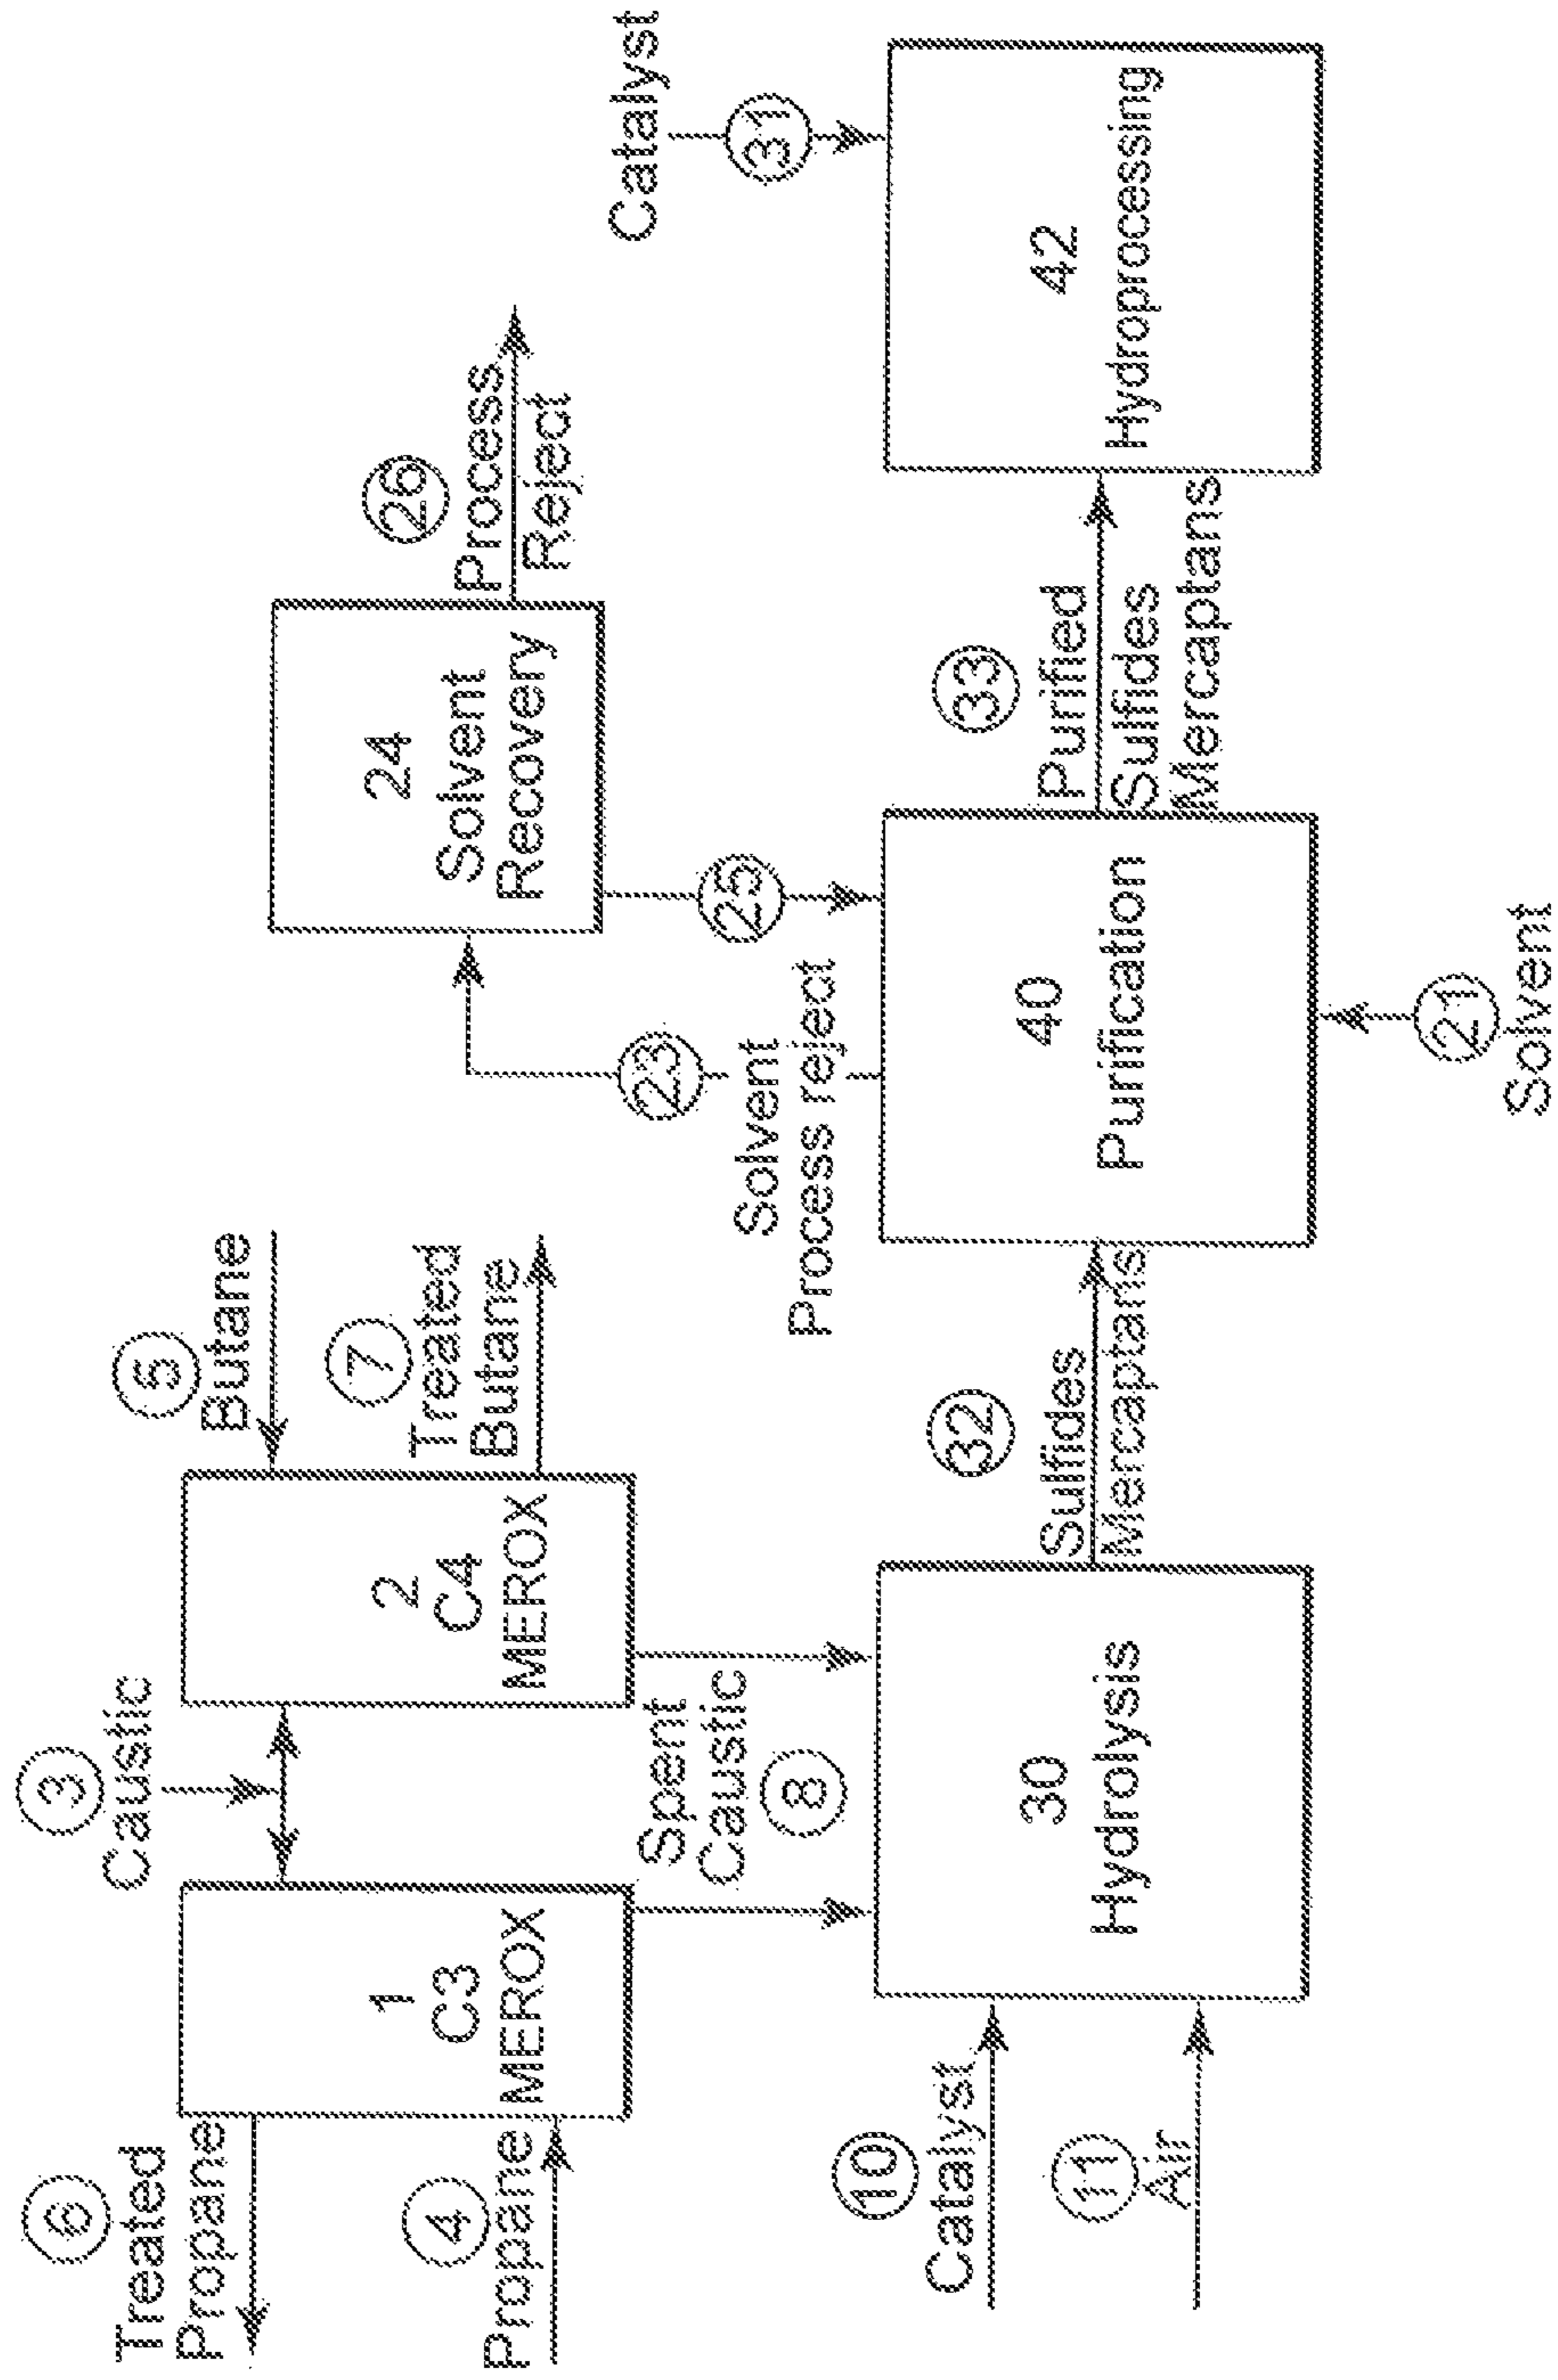 6
Treated
Propane
4
Propane
1
C3
MEROX
3
Caustic
2
C4
MEROX
5
Butane
7
Treated
Butane
Spent
Caustic
8
10
Catalyst
11
Air
30
Hydrolysis
32
Sulfides
Mercaptans
40
Purification
21
Solvent
23
Solvent
Process reject
25
24
Solvent
Recovery
26
Process
Reject
33
Purified
Sulfides
Mercaptans
31
Catalyst
42
Hydroprocessing